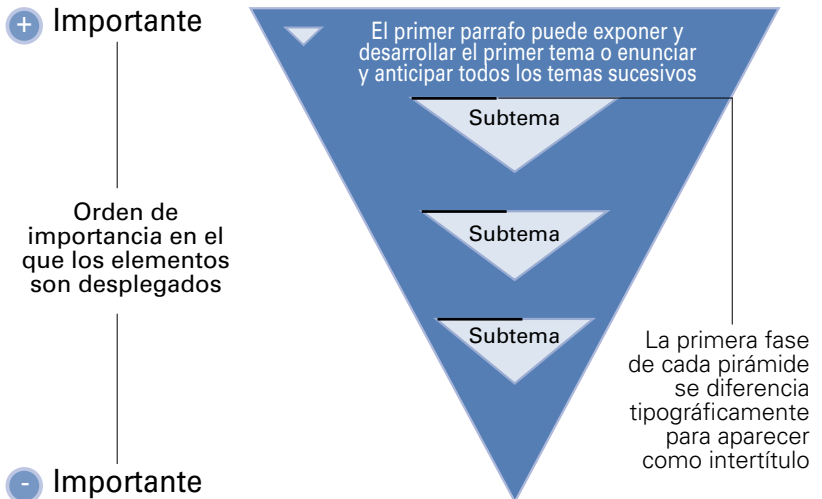 + Importante
El primer parrafo puede exponer y
desarrollar el primer tema o enunciar
y anticipar todos los temas sucesivos
Subtema
Orden de
importancia en el
que los elementos
son desplegados
Subtema
Subtema
La primera fase
de cada pirámide
se diferencia
tipográficamente
para aparecer
como intertítulo
- Importante